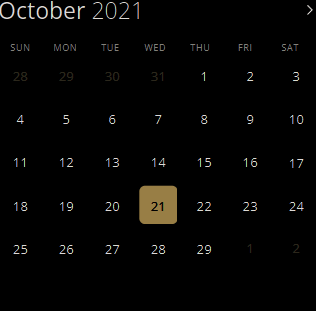 October 2021
SUN MON TUE WED THU FRI SAT
28 29 30 31 1 2 3
4 5 6 7 8 9 10
11 12 13 14 15 16 17
18 19 20 21 22 23 24
25 26 27 28 29 1 2